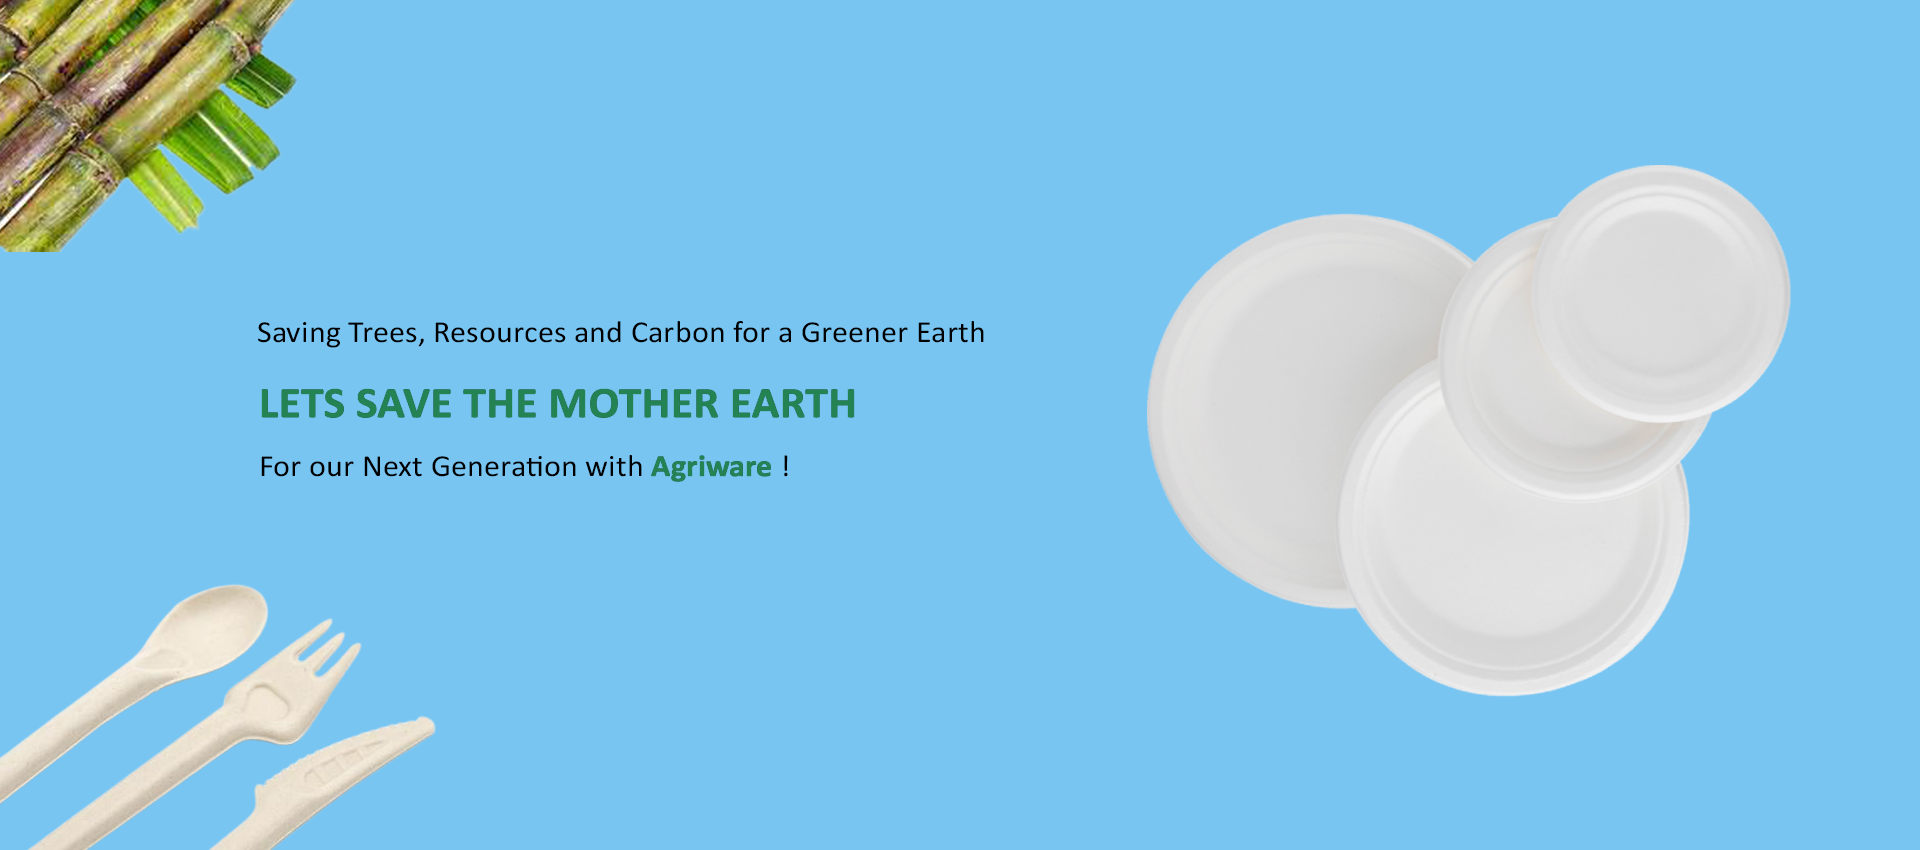 Saving Trees, Resources and Carbon for a Greener Earth
LETS SAVE THE MOTHER EARTH
For our Next Generation with Agriware !